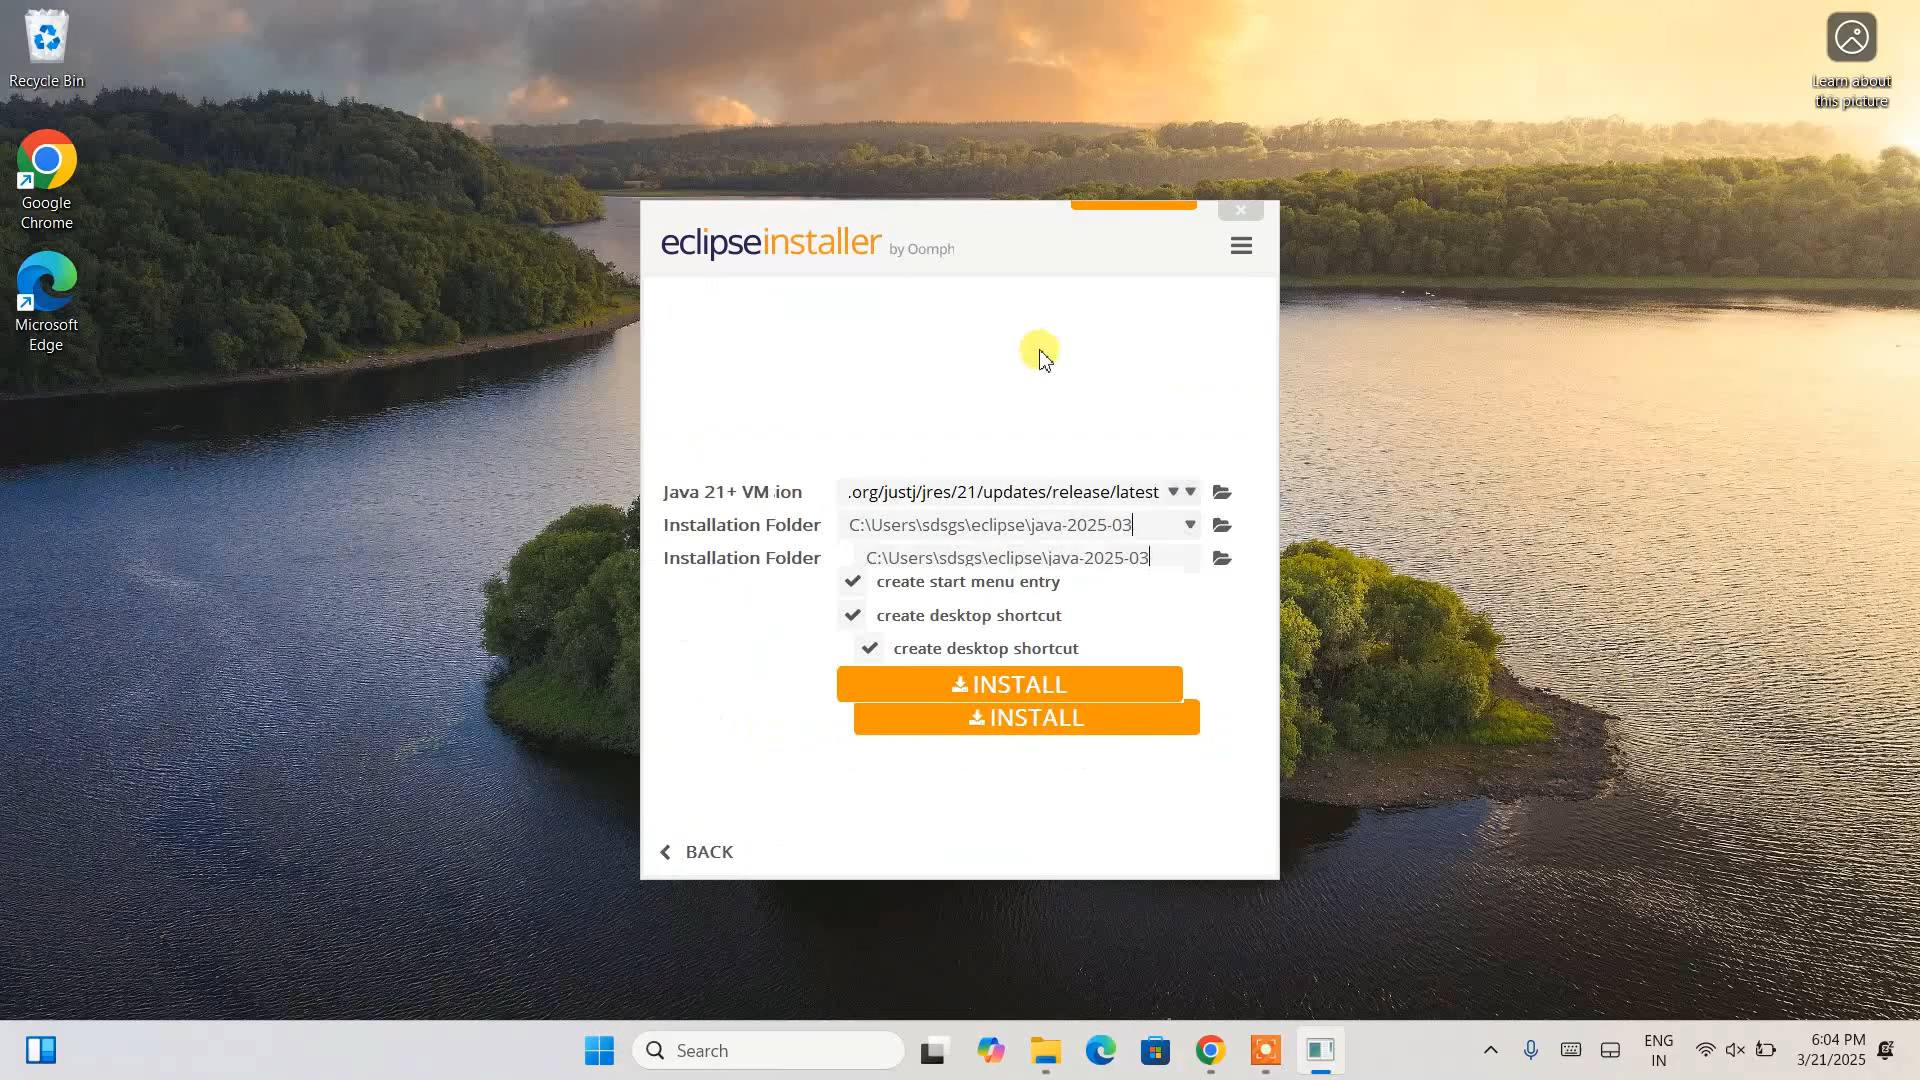 Recycle Bin
Learn about
this picture
Google
Chrome
Microsoft
Edge
eclipseinstaller by Oomph
Java 21+ VM ion
.org/justj/jres/21/updates/release/latest
Installation Folder
C:\Users\sdsgs\eclipse\java-2025-03
Installation Folder
C:\Users\sdsgs\eclipse\java-2025-03
create start menu entry
create desktop shortcut
create desktop shortcut
INSTALL
INSTALL
BACK
Search
ENG
IN
6:04 PM
3/21/2025